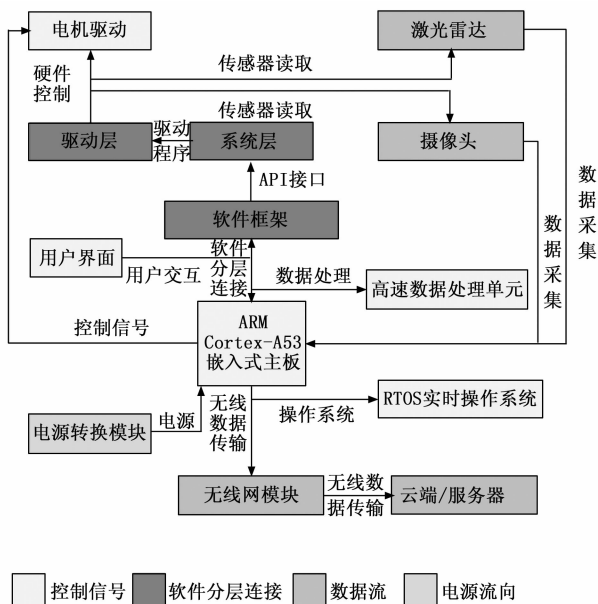 电机驱动
激光雷达
硬件
控制
传感器读取
传感器读取
驱动层
驱动
程序
系统层
摄像头
API接口
数据采集
数据采集
软件框架
用户界面
用户交互
软件
分层
连接
数据处理
高速数据处理单元
控制信号
ARM
Cortex-A53
嵌入式主板
电源转换模块
电源
无线
数据
传输
操作系统
RTOS实时操作系统
无线网模块
无线数
据传输
云端/服务器
控制信号
软件分层连接
数据流
电源流向